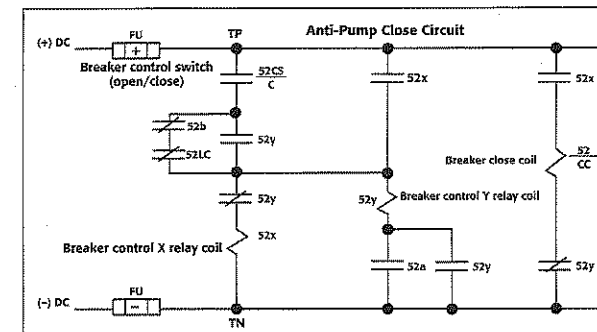 FU
TP
Anti-Pump Close Circuit
(+) DC
+
Breaker control switch
(open/close)
52CS
C
52x
52x
52b
52y
52LC
Breaker close coil
52
CC
52y
52y
Breaker control Y relay coil
52x
Breaker control X relay coil
52a
52y
52y
FU
(−) DC
−
TN